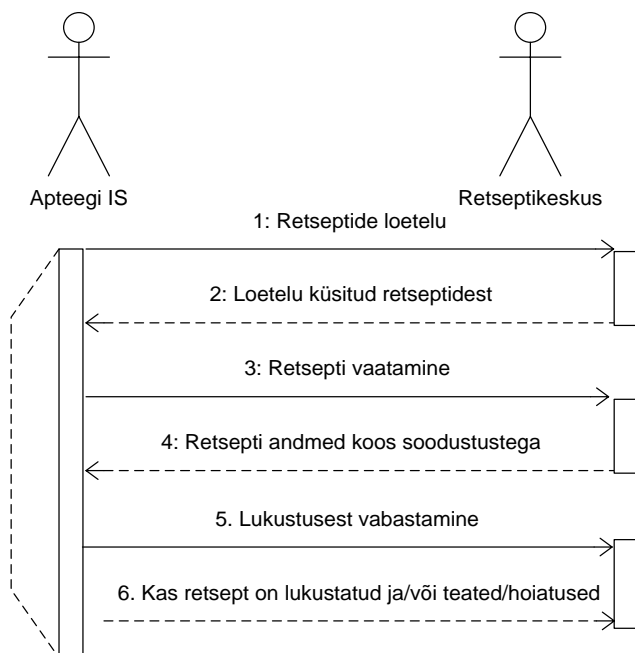 Apteegi IS
Retseptikeskus
1: Retseptide loetelu
2: Loetelu küsitud retseptidest
3: Retsepti vaatamine
4: Retsepti andmed koos soodustustega
5. Lukustusest vabastamine
6. Kas retsept on lukustatud ja/või teated/hoiatused